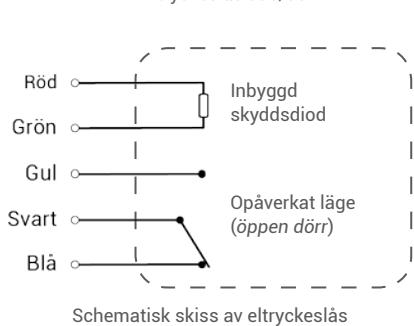 Röd
Grön
Gul
Svart
Blå
Inbyggd
skyddsdiod
Opåverkat läge
(öppen dörr)
Schematisk skiss av eltryckeslås